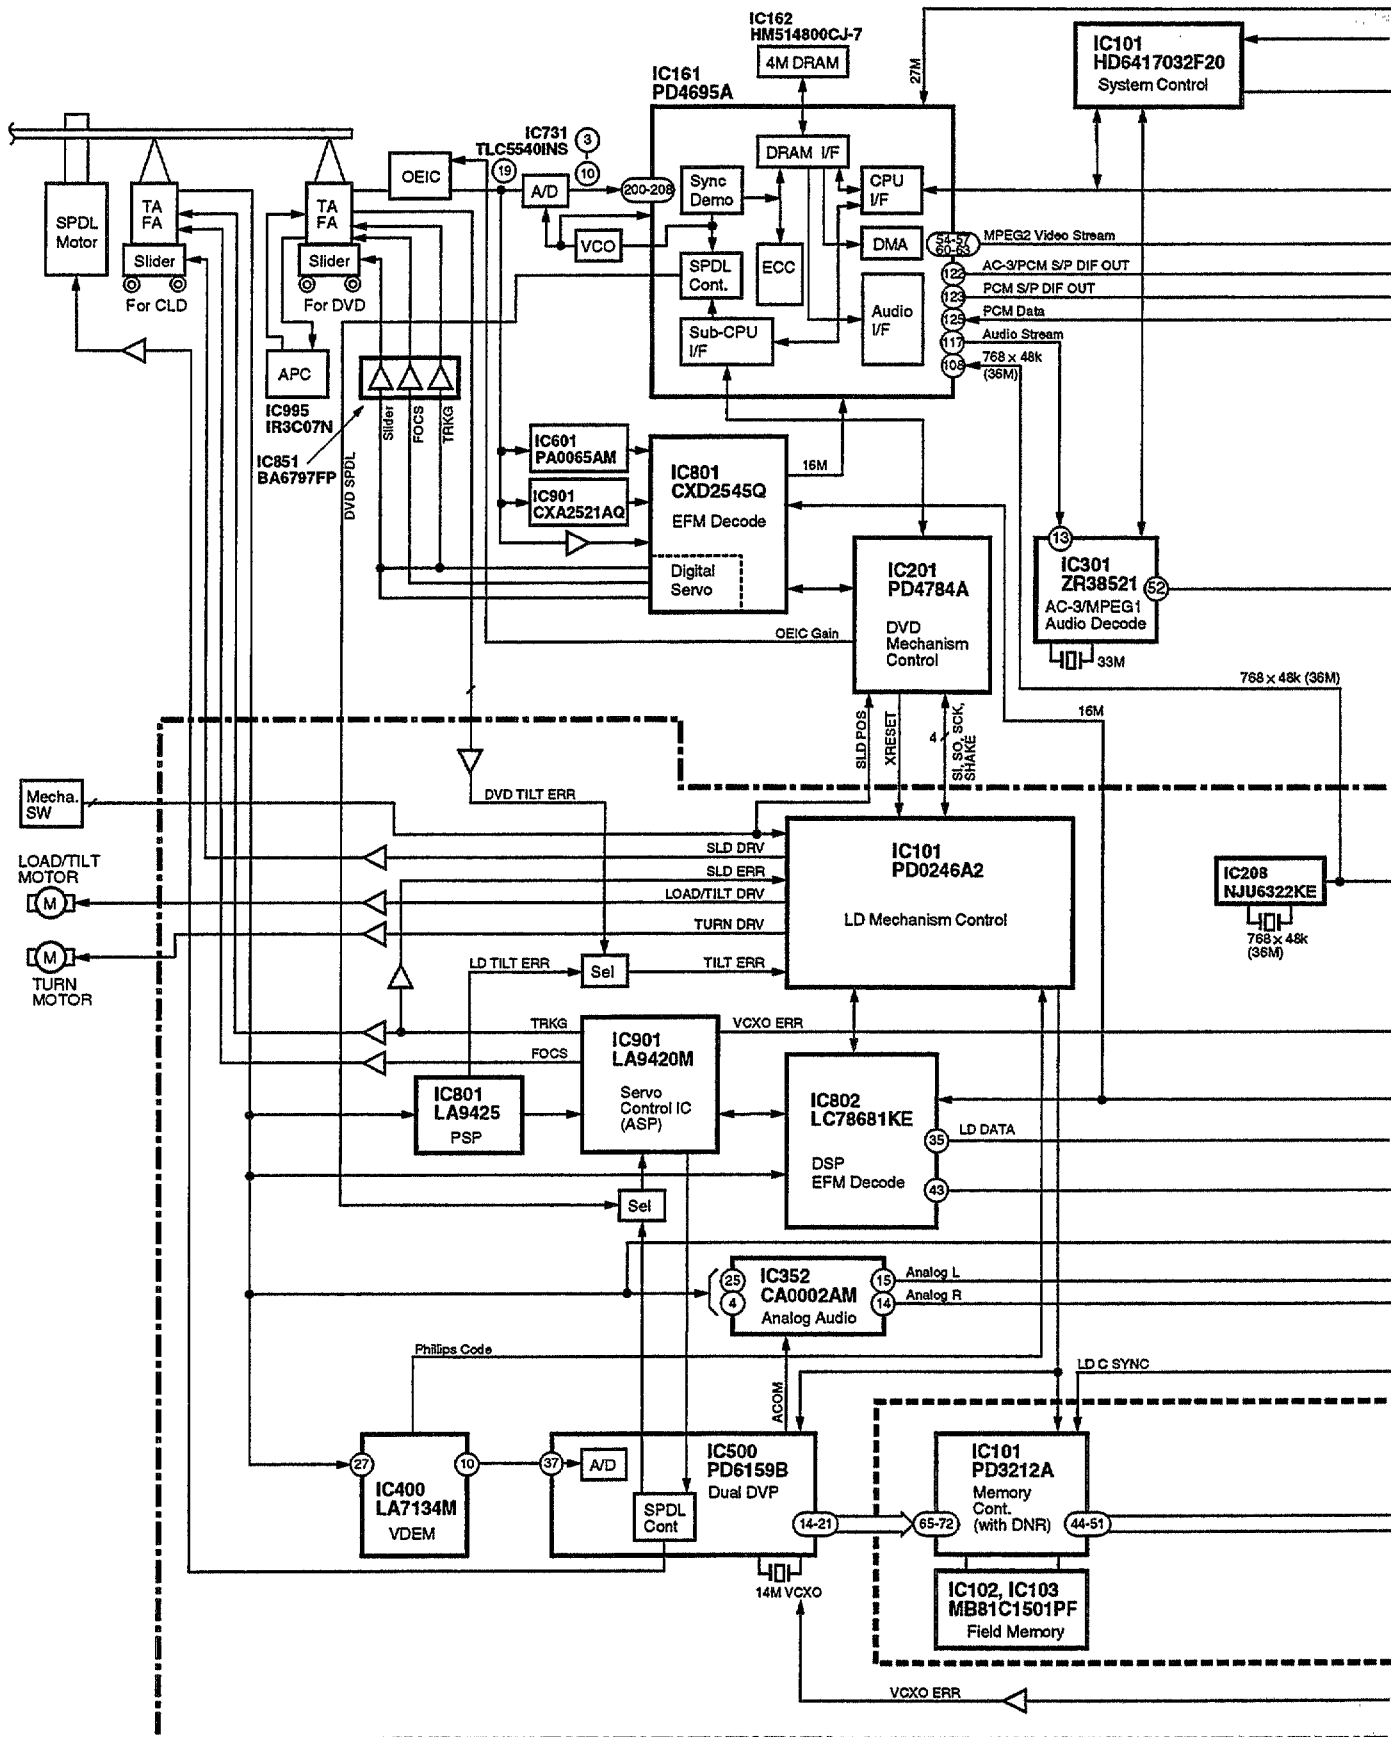 IC162
HM514800CJ-7
4M DRAM
IC161
PD4695A
27M
IC101
HD6417032F20
System Control
IC731
TLC5540INS
3
10
19
OEIC
A/D
200-208
Sync
Demo
DRAM I/F
CPU
I/F
VCO
DMA
SPDL
Cont.
ECC
Audio
I/F
Sub-CPU
I/F
54-57
60-63
MPEG2 Video Stream
122
AC-3/PCM S/P DIF OUT
123
PCM S/P DIF OUT
125
PCM Data
117
Audio Stream
108
768 x 48k
(36M)
SPDL
Motor
TA
FA
Slider
For CLD
TA
FA
Slider
For DVD
APC
IC995
IR3C07N
IC851
BA6797FP
DVD SPDL
Slider
FOCS
TRKG
IC601
PA0065AM
IC901
CXA2521AQ
IC801
CXD2545Q
EFM Decode
Digital
Servo
16M
IC201
PD4784A
DVD
Mechanism
Control
OEIC Gain
13
IC301
ZR38521
AC-3/MPEG1
Audio Decode
52
33M
768 x 48k (36M)
16M
SLD POS
XRESET
4
SI, SO, SCK,
SHAKE
Mecha.
SW
DVD TILT ERR
LOAD/TILT
MOTOR
M
M
TURN
MOTOR
SLD DRV
SLD ERR
LOAD/TILT DRV
TURN DRV
LD TILT ERR
Sel
TILT ERR
IC101
PD0246A2
LD Mechanism Control
IC208
NJU6322KE
768 x 48k
(36M)
TRKG
FOCS
IC901
LA9420M
Servo
Control IC
(ASP)
VCXO ERR
IC801
LA9425
PSP
IC802
LC78681KE
DSP
EFM Decode
35
LD DATA
43
Sel
25
4
IC352
CA0002AM
Analog Audio
15
Analog L
14
Analog R
Phillips Code
ACOM
LD C SYNC
27
10
IC400
LA7134M
VDEM
37
A/D
IC500
PD6159B
Dual DVP
SPDL
Cont
14-21
14M VCXO
IC101
PD3212A
Memory
Cont.
(with DNR)
65-72
44-51
IC102, IC103
MB81C1501PF
Field Memory
VCXO ERR